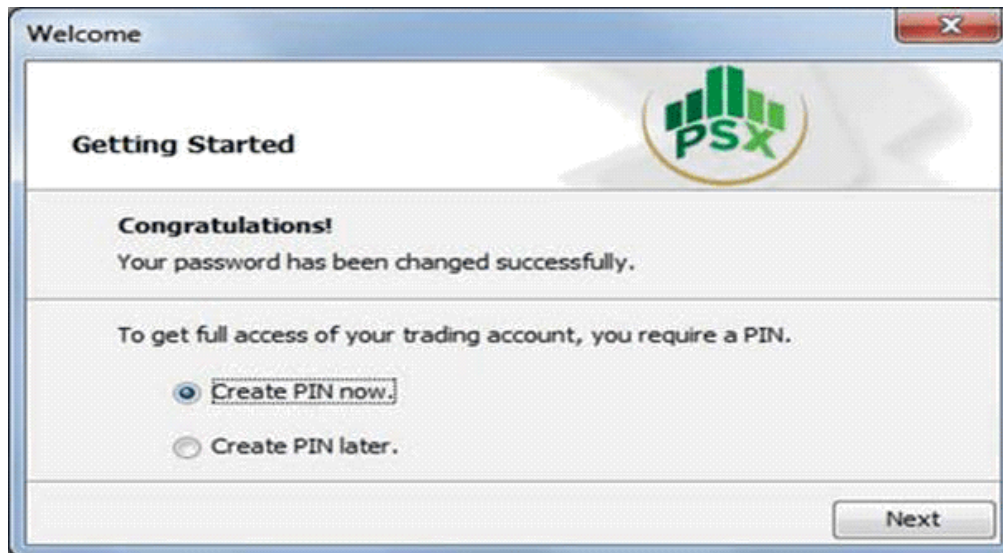 Welcome
PSX
Getting Started
Congratulations!
Your password has been changed successfully.
To get full access of your trading account, you require a PIN.
Create PIN now.
Create PIN later.
Next